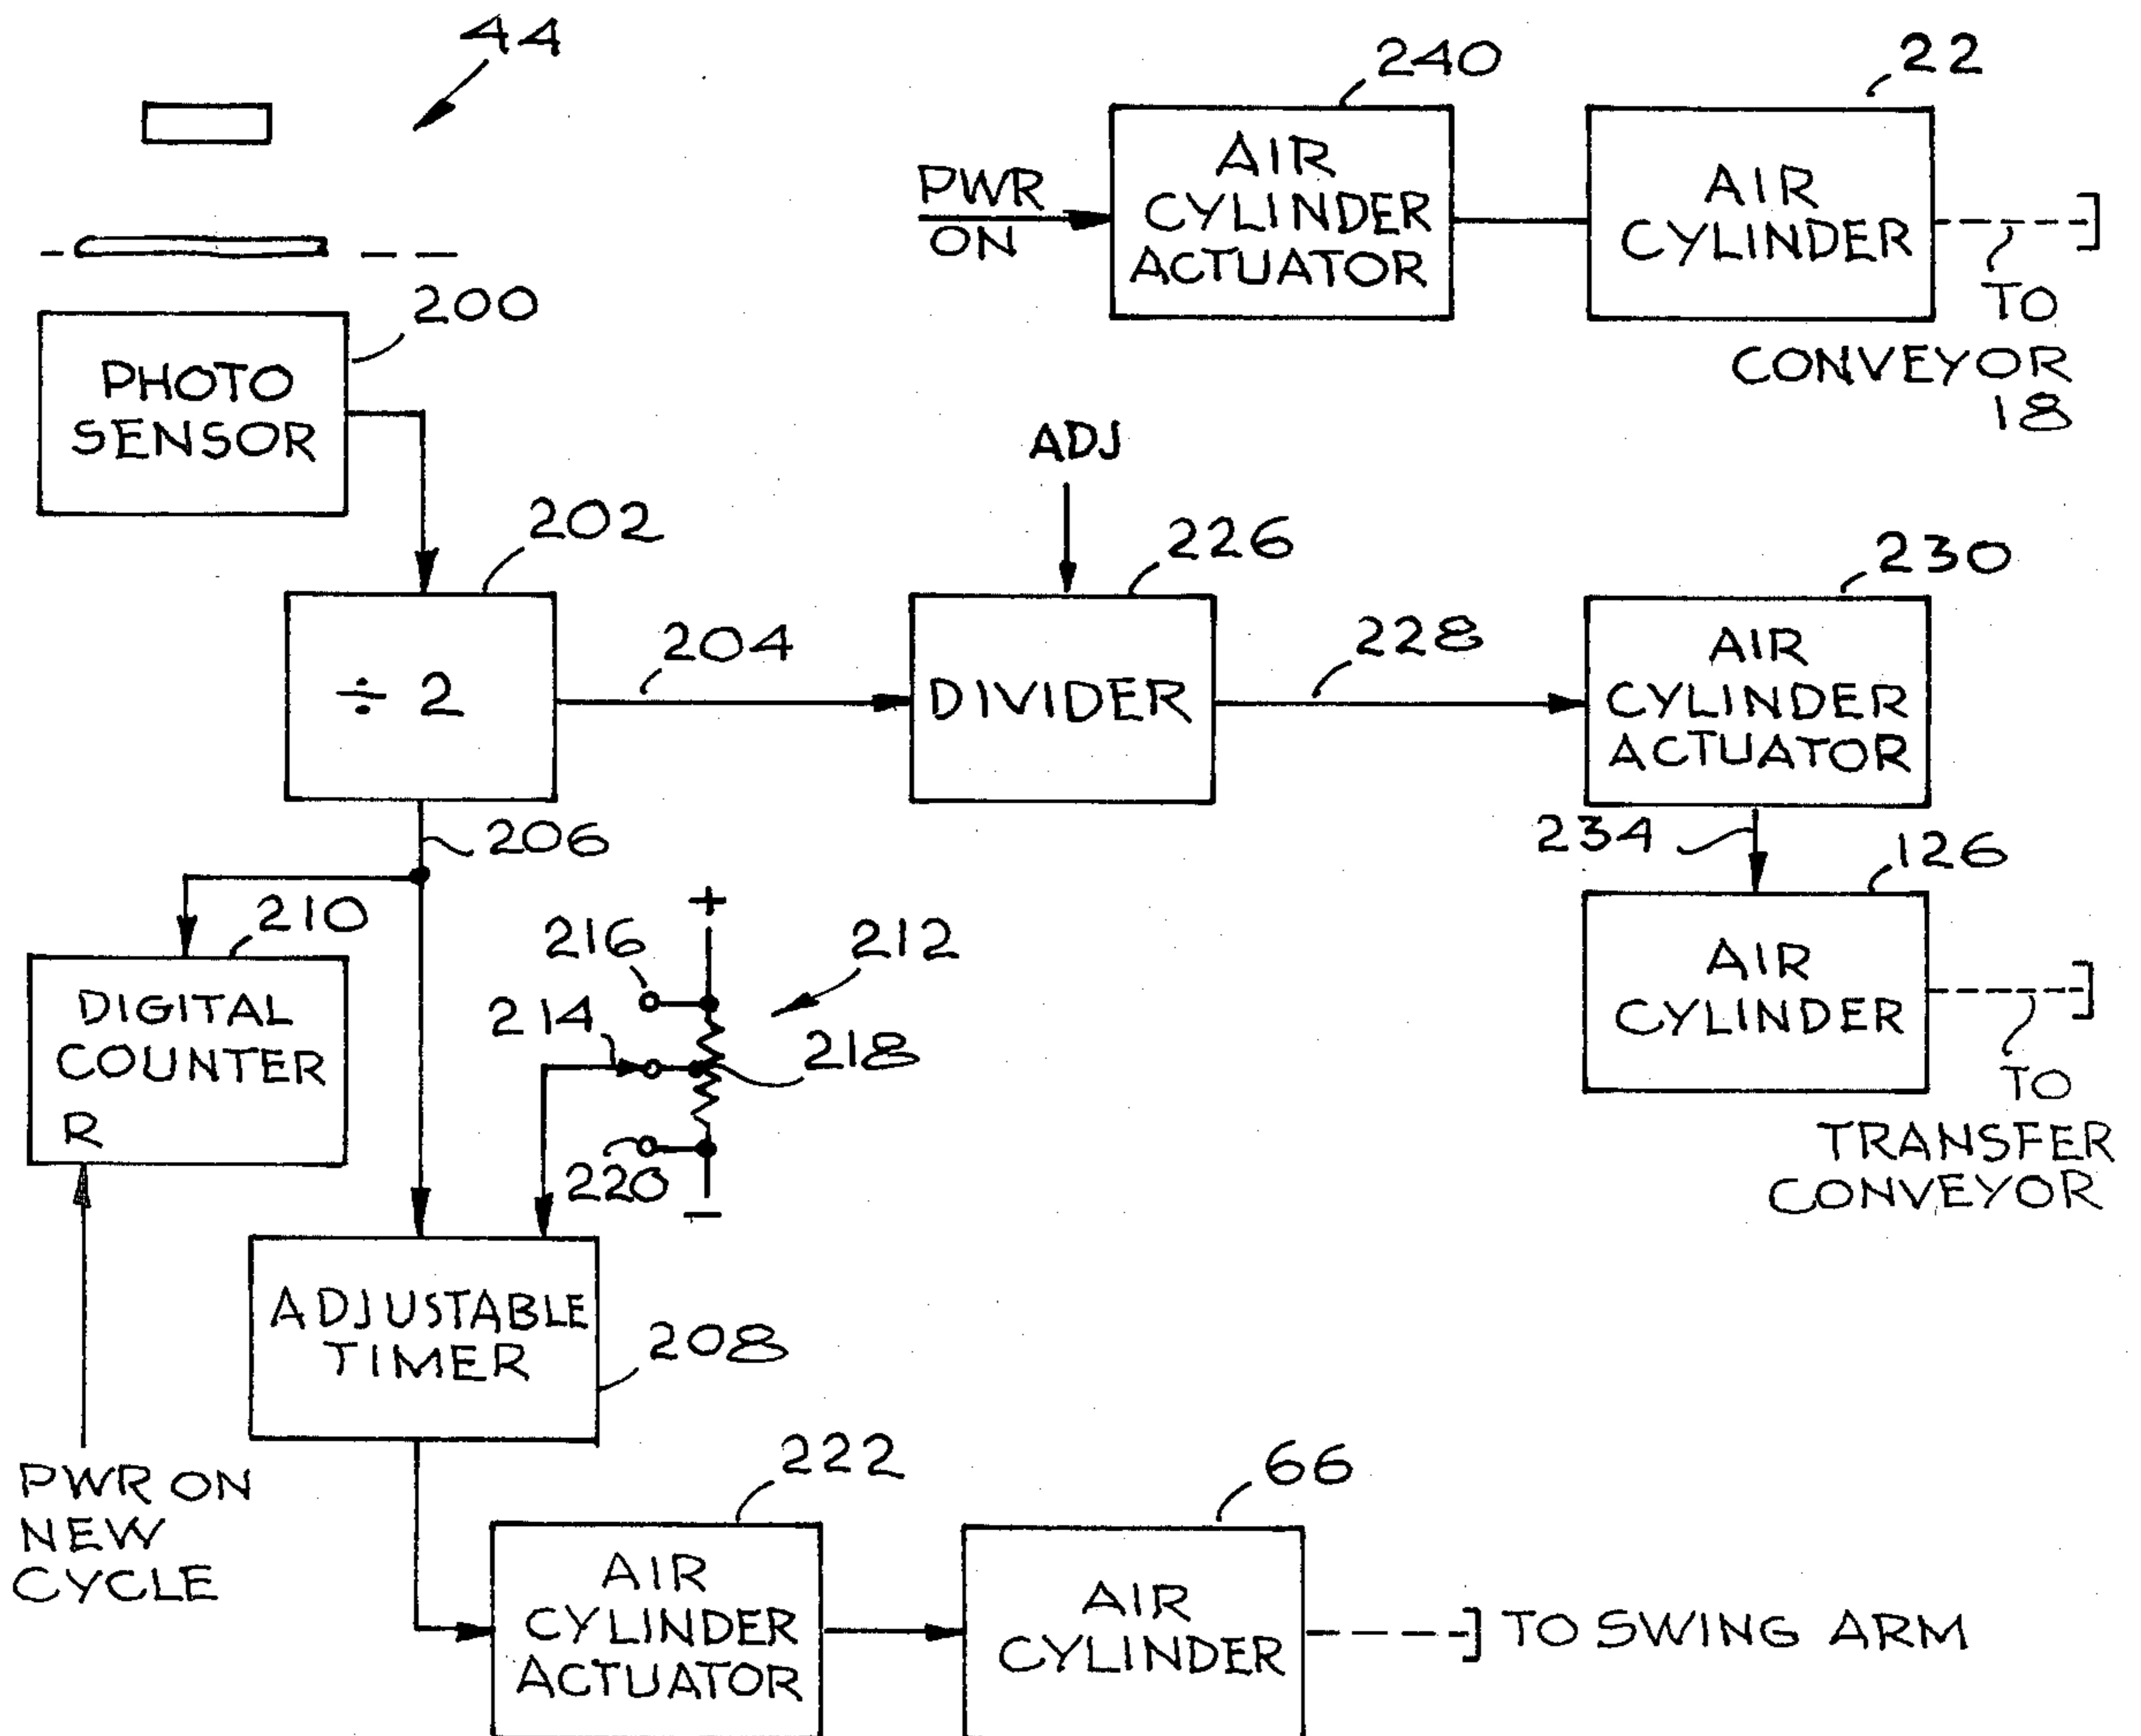 44
240
22
PWR
ON
AIR
CYLINDER
ACTUATOR
AIR
CYLINDER
TO
CONVEYOR
18
200
PHOTO
SENSOR
ADJ
202
226
230
÷ 2
204
DIVIDER
228
AIR
CYLINDER
ACTUATOR
206
234
126
210
DIGITAL
COUNTER
R
+
216
212
214
218
220
−
AIR
CYLINDER
TO
TRANSFER
CONVEYOR
ADJUSTABLE
TIMER
208
PWR ON
NEW
CYCLE
222
66
AIR
CYLINDER
ACTUATOR
AIR
CYLINDER
TO SWING ARM